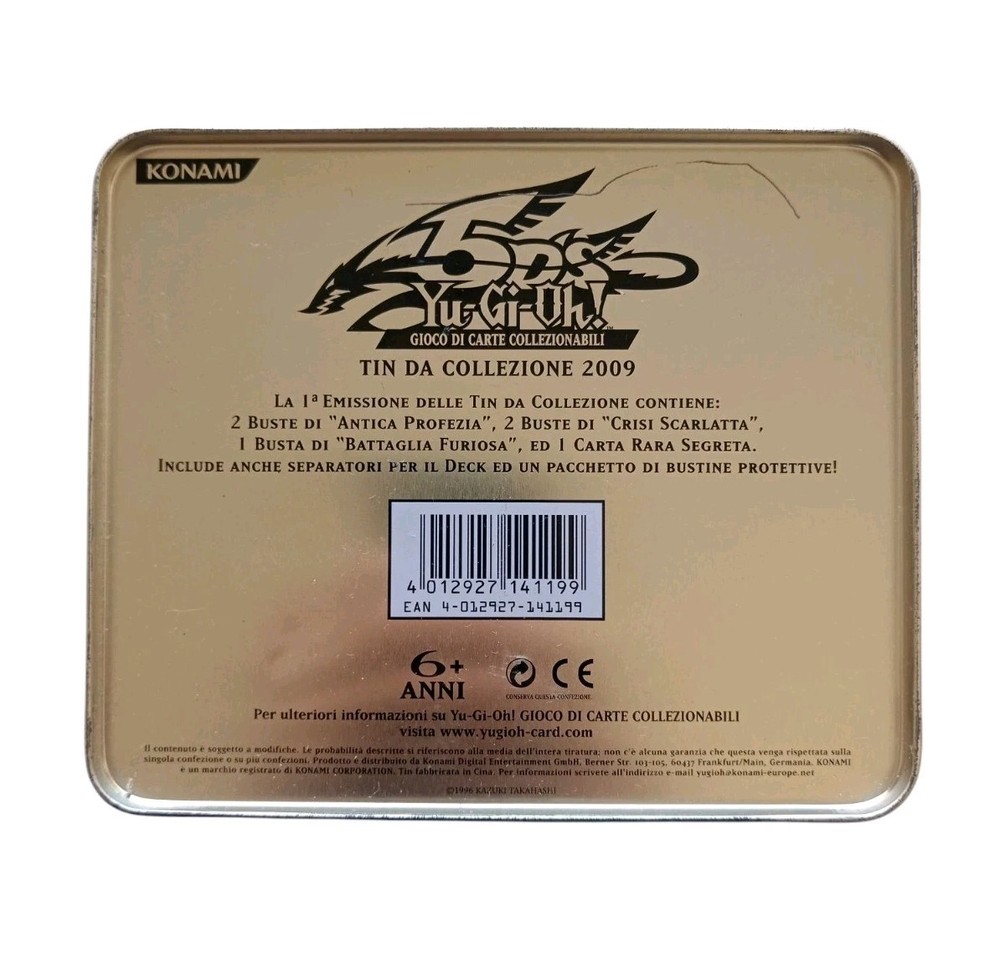 KONAMI
5D's
Yu-Gi-Oh!™
GIOCO DI CARTE COLLEZIONABILI
TIN DA COLLEZIONE 2009
La 1ª Emissione delle Tin da Collezione contiene:
2 Buste di "Antica Profezia", 2 Buste di "Crisi Scarlatta",
1 Busta di "Battaglia Furiosa", ed 1 Carta Rara Segreta.
Include anche separatori per il Deck ed un pacchetto di bustine protettive!
4 012927 141199
EAN 4-012927-141199
6+
ANNI
CE
CONSERVA QUESTA CONFEZIONE.
Per ulteriori informazioni su Yu-Gi-Oh! GIOCO DI CARTE COLLEZIONABILI
visita www.yugioh-card.com
Il contenuto è soggetto a modifiche. Le probabilità descritte si riferiscono alla media dell'intera tiratura; non c'è alcuna garanzia che questa venga rispettata sulla
singola confezione o su più confezioni. Prodotto e distribuito da Konami Digital Entertainment GmbH, Berner Str. 103-105, 60437 Frankfurt/Main, Germania. KONAMI
è un marchio registrato di KONAMI CORPORATION. Tin fabbricata in Cina. Per informazioni scrivete all'indirizzo e-mail yugioh@konami-europe.net
©1996 KAZUKI TAKAHASHI